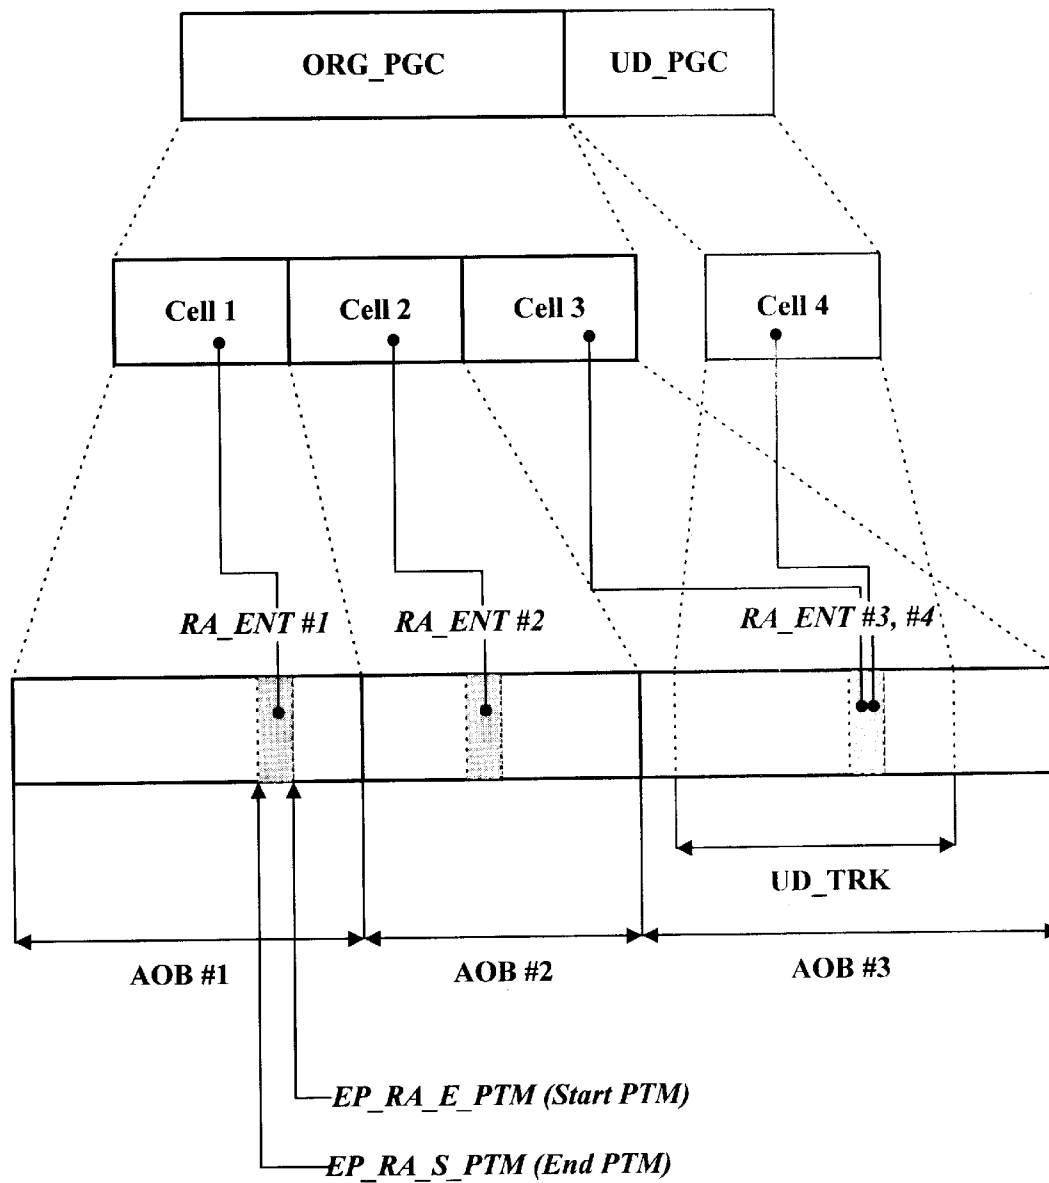 ORG_PGC
UD_PGC
Cell 1
Cell 2
Cell 3
Cell 4
RA_ENT #1
RA_ENT #2
RA_ENT #3, #4
UD_TRK
AOB #1
AOB #2
AOB #3
EP_RA_E_PTM (Start PTM)
EP_RA_S_PTM (End PTM)